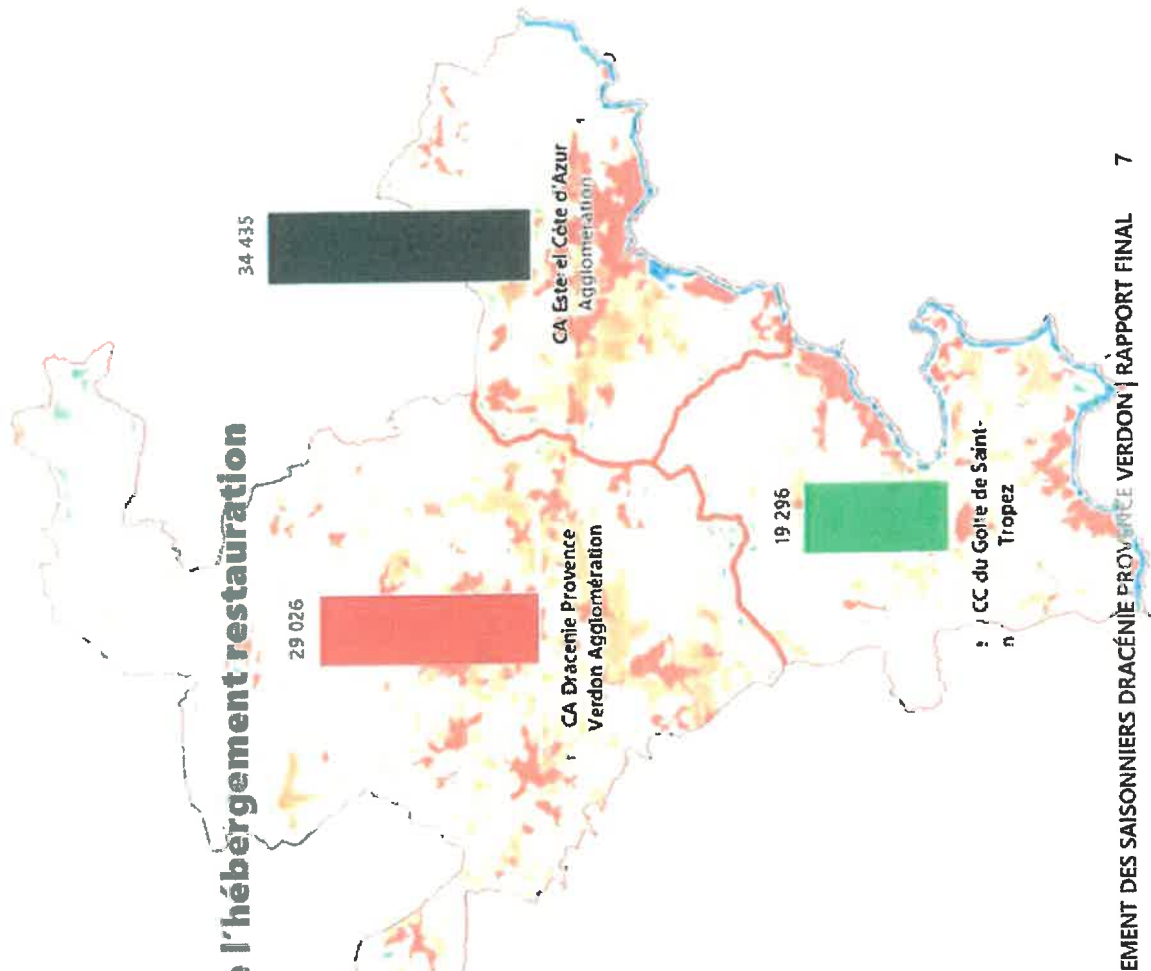 l'hébergement restauration
34 435
29 026
CA Esterel Côte d'Azur
Agglomération
CA Dracenie Provence
Verdon Agglomération
19 296
CC du Golfe de Saint-
Tropez
EMENT DES SAISONNIERS DRACÉNIE PROVENCE VERDON | RAPPORT FINAL 7